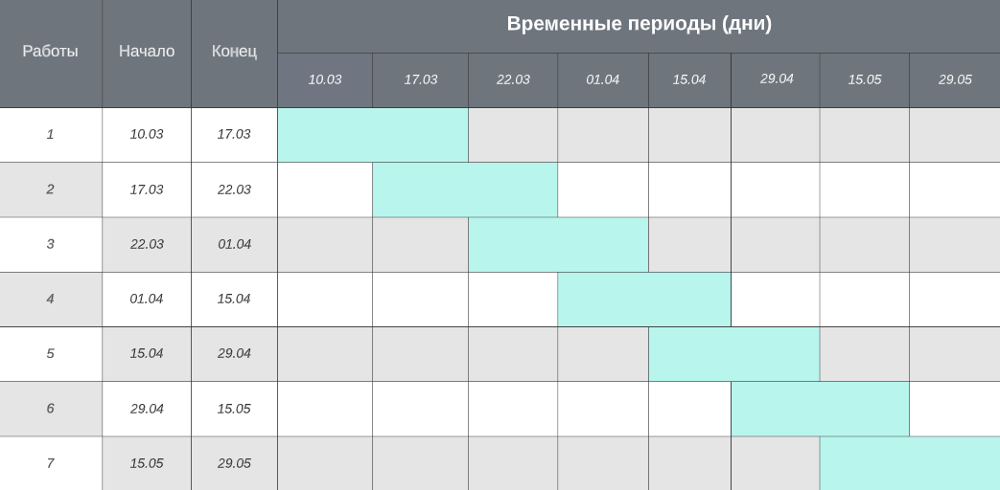 Временные периоды (дни)
Работы Начало Конец
10.03 17.03 22.03 01.04 15.04 29.04 15.05 29.05
1 10.03 17.03
2 17.03 22.03
3 22.03 01.04
4 01.04 15.04
5 15.04 29.04
6 29.04 15.05
7 15.05 29.05